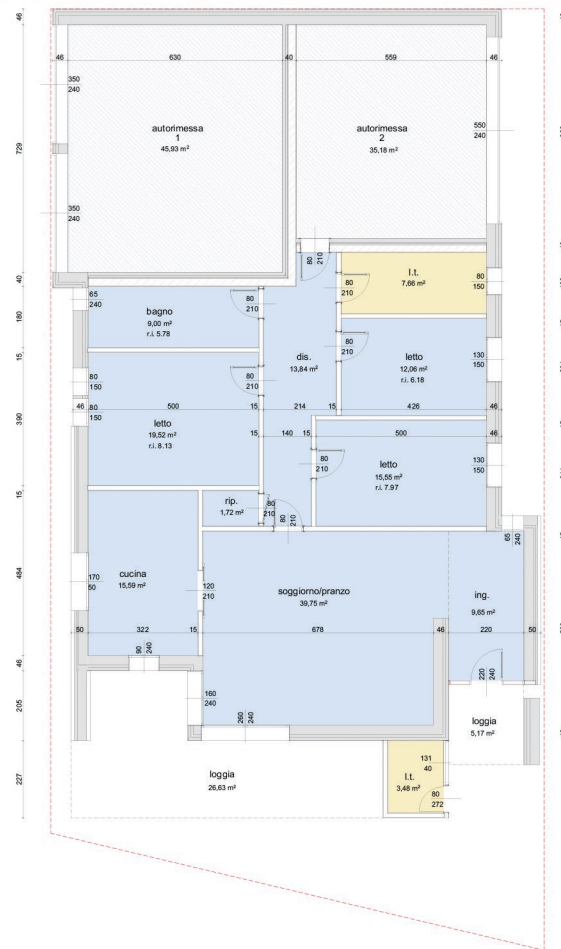 46
46
630
40
559
46
350
240
550
240
autorimessa
1
45,93 m²
autorimessa
2
35,18 m²
729
350
240
80
210
l.t.
7,66 m²
80
150
80
210
40
65
240
bagno
9,00 m²
r.i. 5.78
80
210
180
dis.
13,84 m²
80
210
letto
12,06 m²
r.i. 6.18
130
150
15
80
150
80
210
46
80
150
500
15
214
15
426
46
390
letto
19,52 m²
r.i. 8.13
15
140
15
500
46
80
210
letto
15,55 m²
r.i. 7.97
130
150
15
rip.
1,72 m²
80
210
80
210
65
240
484
170
50
cucina
15,59 m²
120
210
soggiorno/pranzo
39,75 m²
ing.
9,65 m²
50
322
15
678
46
220
50
90
240
46
220
240
205
160
240
260
240
loggia
5,17 m²
227
loggia
26,63 m²
l.t.
3,48 m²
131
40
80
272